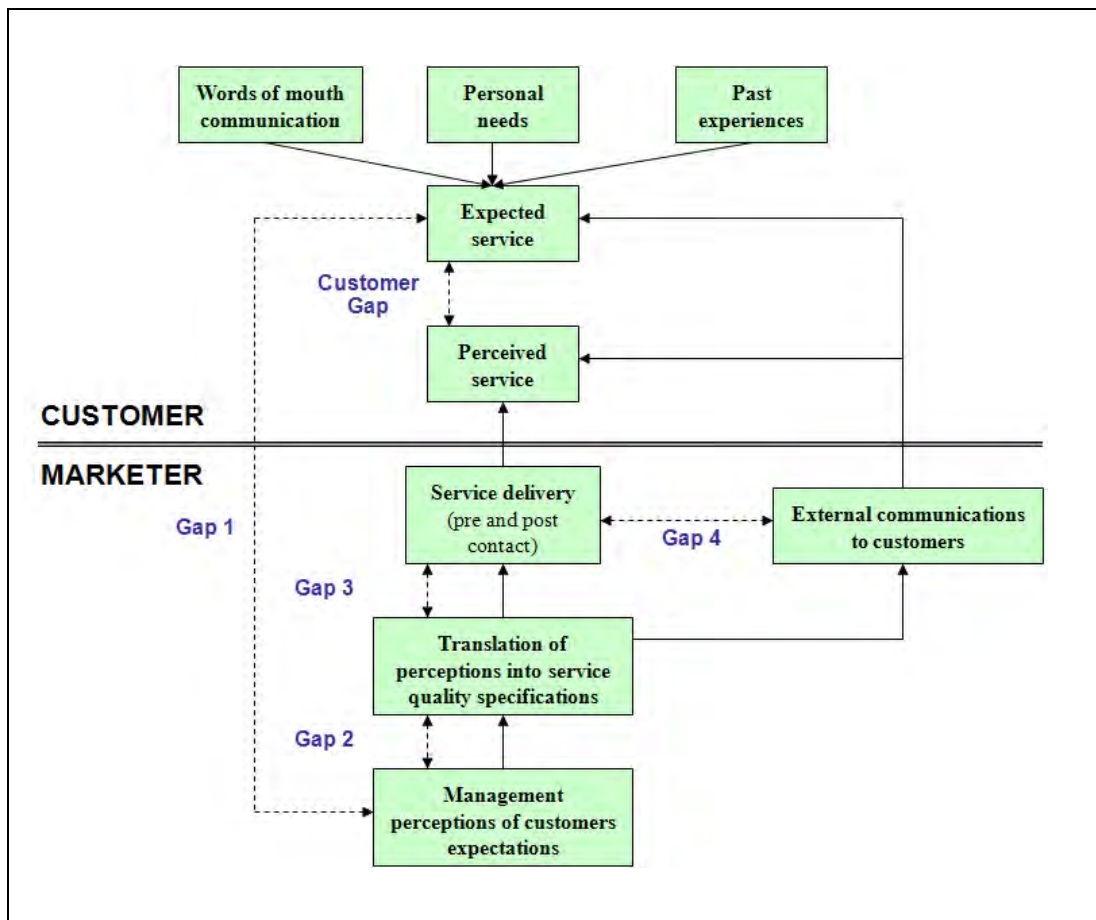 Words of mouth
communication
Personal
needs
Past
experiences
Expected
service
Customer
Gap
Perceived
service
CUSTOMER
MARKETER
Service delivery
(pre and post
contact)
Gap 1
Gap 4
External communications
to customers
Gap 3
Translation of
perceptions into service
quality specifications
Gap 2
Management
perceptions of customers
expectations